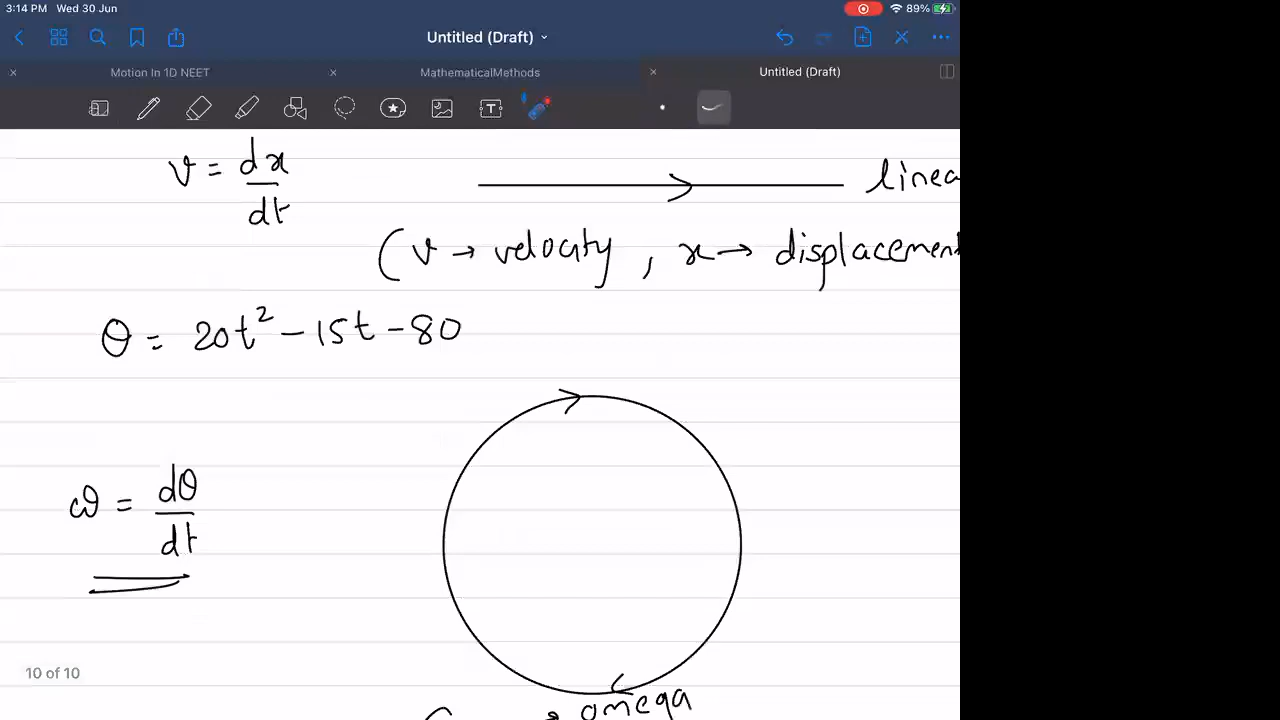 3:14 PM Wed 30 Jun
89%
Untitled (Draft)
Motion In 1D NEET
MathematicalMethods
Untitled (Draft)
v = dx/dt
linea
(v → velocity, x → displacement
θ = 20t² - 15t - 80
ω = dθ/dt
10 of 10
omega